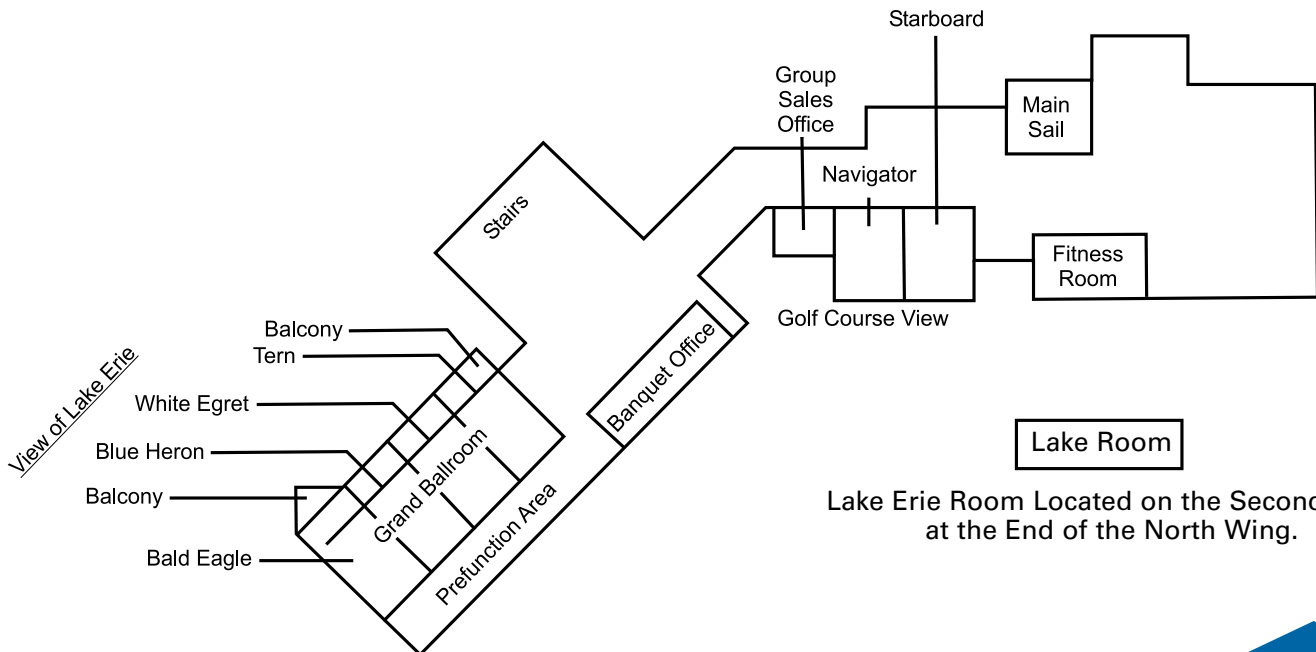 Starboard
Group
Sales
Office
Main
Sail
Navigator
Stairs
Fitness
Room
Golf Course View
Balcony
Tern
Banquet Office
View of Lake Erie
White Egret
Blue Heron
Grand Ballroom
Balcony
Bald Eagle
Prefunction Area
Lake Room
Lake Erie Room Located on the Second
at the End of the North Wing.